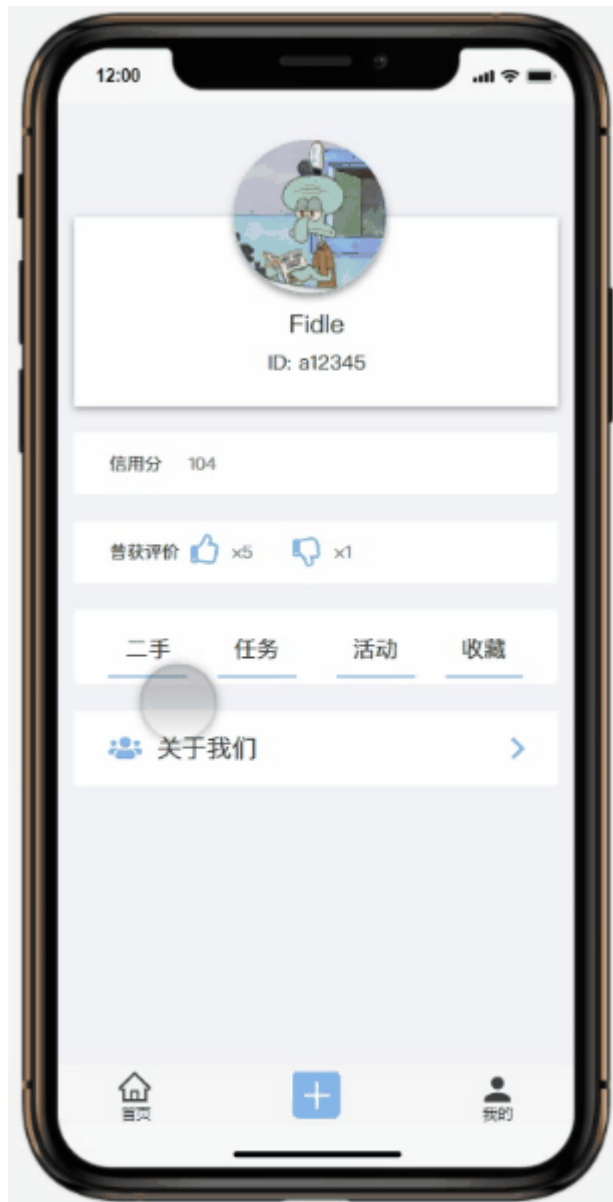 12:00
Fidle
ID: a12345
信用分 104
曾获评价 x5 x1
二手 任务 活动 收藏
关于我们
首页 我的